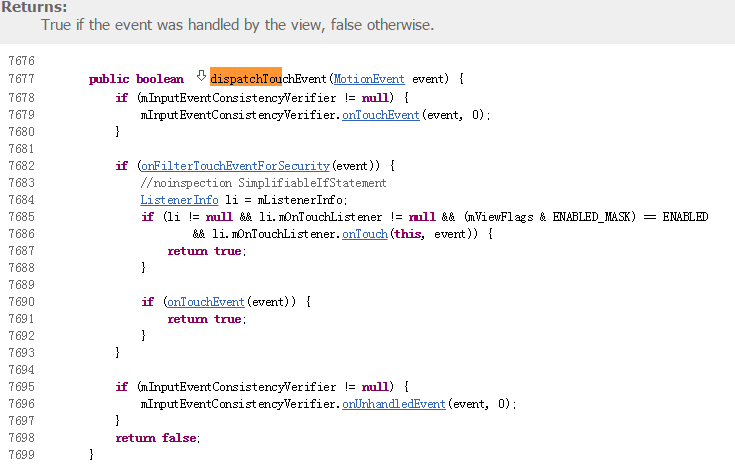 Returns:
True if the event was handled by the view, false otherwise.
7676
7677 public boolean dispatchTouchEvent(MotionEvent event) {
7678 if (mInputEventConsistencyVerifier != null) {
7679 mInputEventConsistencyVerifier.onTouchEvent(event, 0);
7680 }
7681
7682 if (onFilterTouchEventForSecurity(event)) {
7683 //noinspection SimplifiableIfStatement
7684 ListenerInfo li = mListenerInfo;
7685 if (li != null && li.mOnTouchListener != null && (mViewFlags & ENABLED_MASK) == ENABLED
7686 && li.mOnTouchListener.onTouch(this, event)) {
7687 return true;
7688 }
7689
7690 if (onTouchEvent(event)) {
7691 return true;
7692 }
7693 }
7694
7695 if (mInputEventConsistencyVerifier != null) {
7696 mInputEventConsistencyVerifier.onUnhandledEvent(event, 0);
7697 }
7698 return false;
7699 }